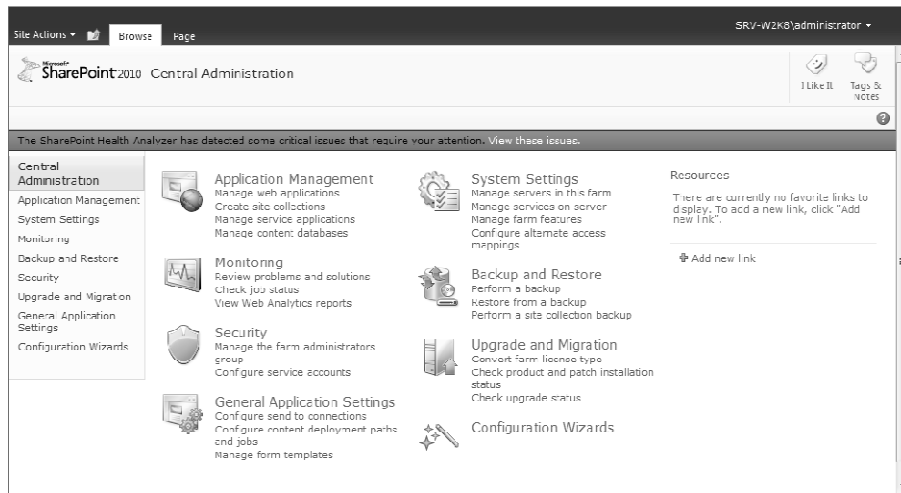 Site Actions Browse Page SRV-W2K8\administrator
Microsoft
SharePoint 2010 Central Administration
I Like It
Tags &
Notes
The SharePoint Health Analyzer has detected some critical issues that require your attention. View these issues.
Central
Administration
Application Management
System Settings
Monitoring
Backup and Restore
Security
Upgrade and Migration
General Application
Settings
Configuration Wizards
Application Management
Manage web applications
Create site collections
Manage service applications
Manage content databases
Monitoring
Review problems and solutions
Check job status
View Web Analytics reports
Security
Manage the farm administrators
group
Configure service accounts
General Application Settings
Configure send to connections
Configure content deployment paths
and jobs
Manage form templates
System Settings
Manage servers in this farm
Manage services on server
Manage farm features
Configure alternate access
mappings
Backup and Restore
Perform a backup
Restore from a backup
Perform a site collection backup
Upgrade and Migration
Convert farm license type
Check product and patch installation
status
Check upgrade status
Configuration Wizards
Resources
There are currently no favorite links to
display. To add a new link, click "Add
new link".
Add new link